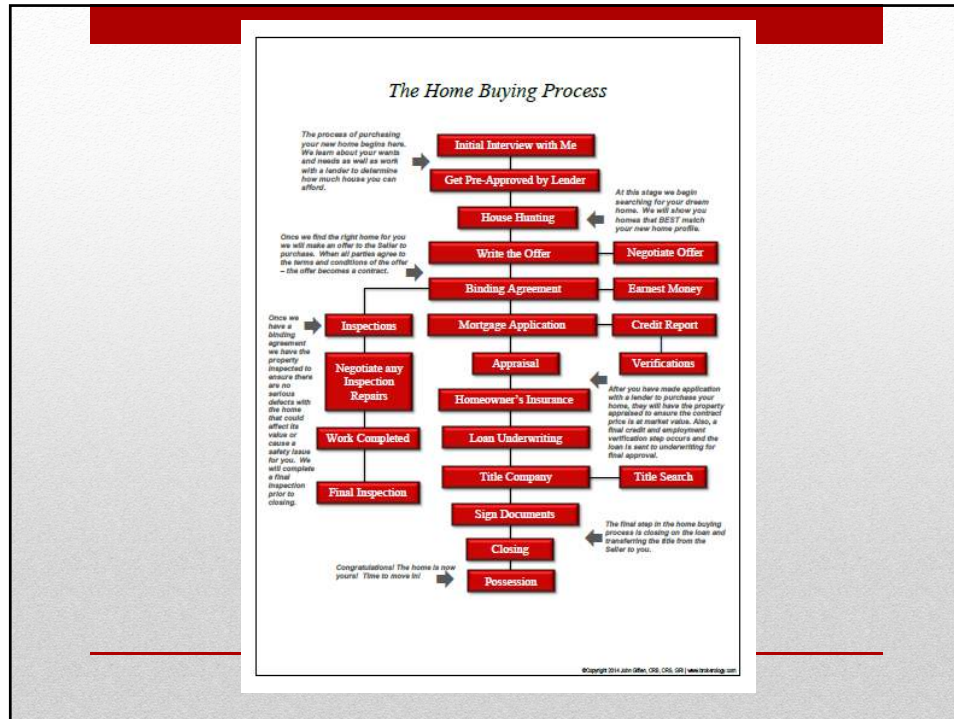 The Home Buying Process
The process of purchasing
your new home begins here.
We learn about your wants
and needs as well as work
with a lender to determine
how much house you can
afford.
Initial Interview with Me
Get Pre-Approved by Lender
At this stage we begin
searching for your dream
home. We will show you
homes that BEST match
your new home profile.
House Hunting
Once we find the right home for you
we will make an offer to the Seller to
purchase. When all parties agree to
the terms and conditions of the offer
– the offer becomes a contract.
Write the Offer
Negotiate Offer
Binding Agreement
Earnest Money
Once we
have a
binding
agreement
we have the
property
inspected to
ensure there
are no
serious
defects with
the home
that could
affect its
value or
cause a
safety issue
for you. We
will complete
a final
inspection
prior to
closing.
Inspections
Mortgage Application
Credit Report
Negotiate any
Inspection
Repairs
Appraisal
Verifications
After you have made application
with a lender to purchase your
home, they will have the property
appraised to ensure the contract
price is at market value. Also, a
final credit and employment
verification step occurs and the
loan is sent to underwriting for
final approval.
Homeowner's Insurance
Work Completed
Loan Underwriting
Title Company
Title Search
Final Inspection
Sign Documents
The final step in the home buying
process is closing on the loan and
transferring the title from the
Seller to you.
Closing
Congratulations! The home is now
yours! Time to move in!
Possession
©Copyright 2014 John Giffen, CRB, CRS, GRI | www.brokerology.com